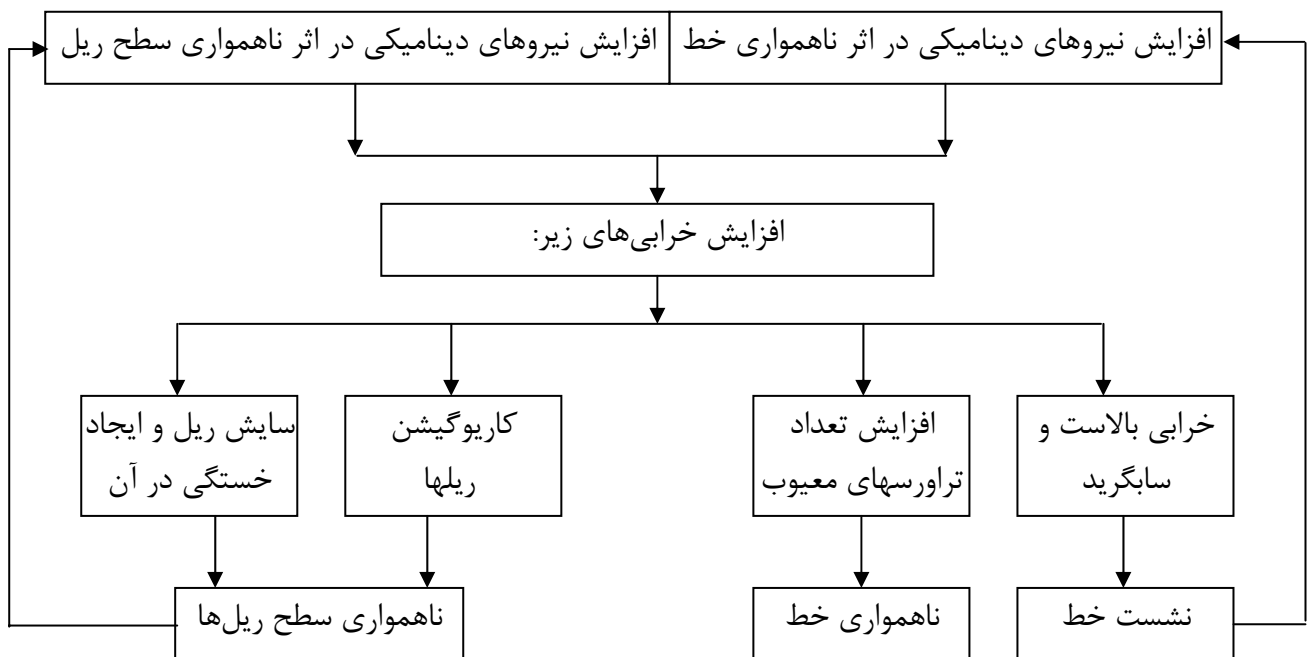 افزایش نیروهای دینامیکی در اثر ناهمواری خط
افزایش نیروهای دینامیکی در اثر ناهمواری سطح ریل
افزایش خرابی‌های زیر:
خرابی بالاست و
سابگرید
افزایش تعداد
تراورسهای معیوب
کاریوگیشن
ریلها
سایش ریل و ایجاد
خستگی در آن
نشست خط
ناهمواری خط
ناهمواری سطح ریل‌ها